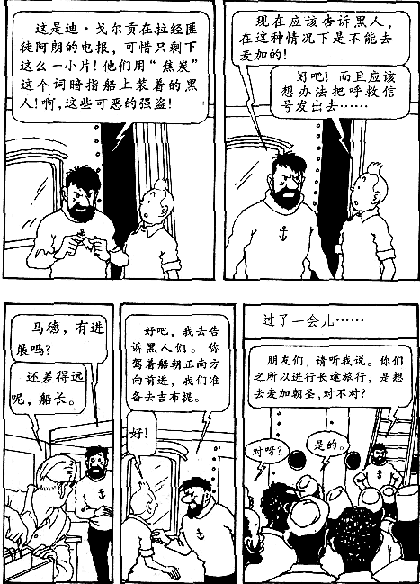 这是迪·戈尔贡在拉经匪
徒阿朗的电报，可惜只剩下
这么一小片！他们用“焦炭”
这个词时指船上装着的黑
人！啊，这些可恶的强盗！
现在应该告诉黑人，
在这种情况下是不能去
麦加的！
好吧！而且应该
想办法把呼救信
号发出去……
马德，有进
展吗？
还差得远
呢，船长。
好吧，我去告
诉黑人们。你
驾着船朝正南方
向前进，我们准
备去吉布提。
好！
过了一会儿……
朋友们，请听我说。你们
之所以进行长途旅行，是想
去麦加朝圣，对不对？
对呀？
是的。